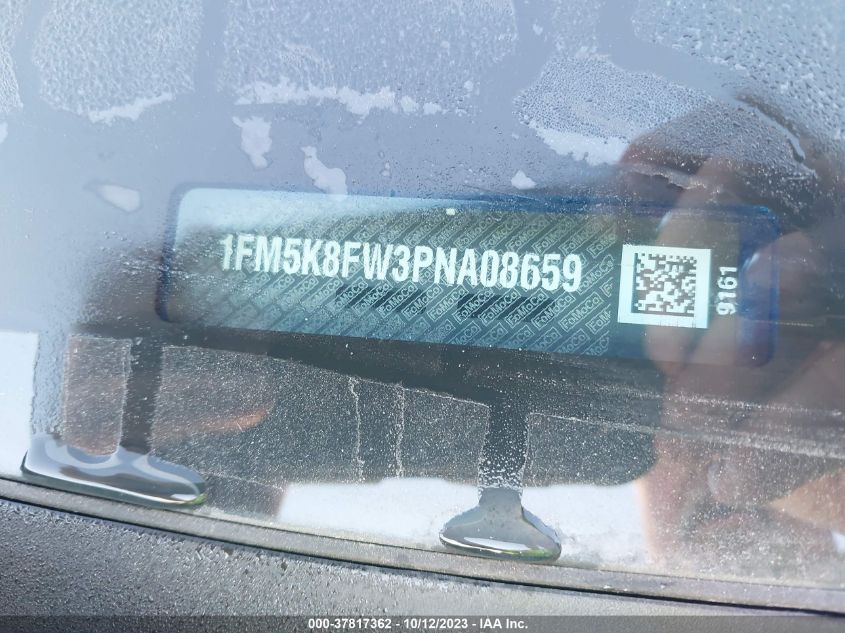 1FM5K8FW3PNA08659
9161
000-37817362 - 10/12/2023 - IAA Inc.